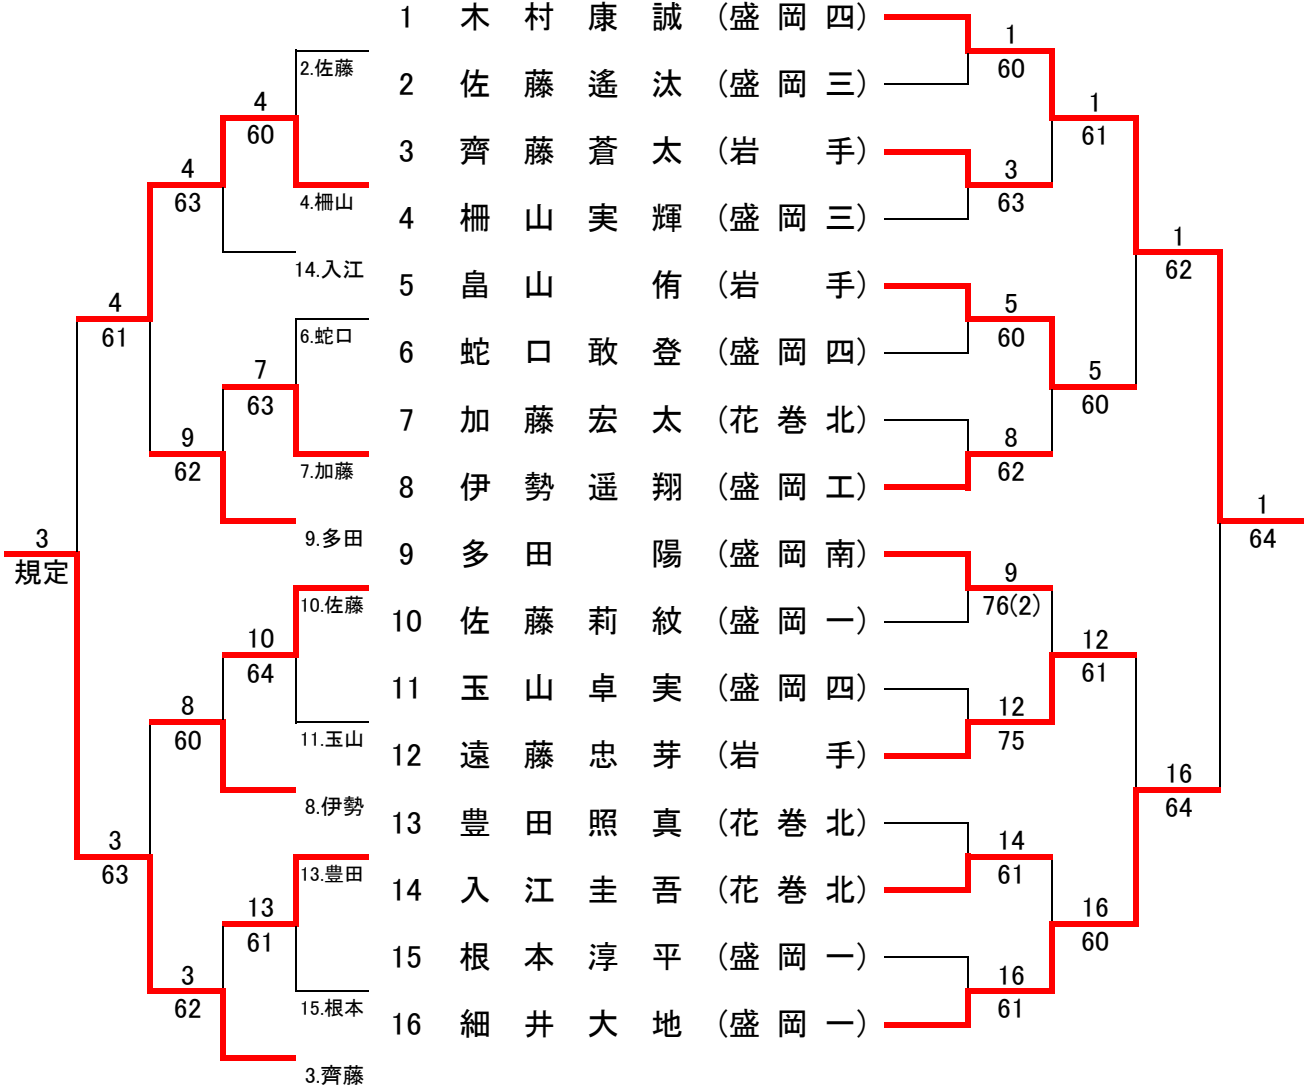 1 木村康誠(盛岡四)
2 佐藤遙汰(盛岡三)
3 齊藤蒼太(岩手)
4 柵山実輝(盛岡三)
5 畠山侑(岩手)
6 蛇口敢登(盛岡四)
7 加藤宏太(花巻北)
8 伊勢遥翔(盛岡工)
9 多田陽(盛岡南)
10 佐藤莉紋(盛岡一)
11 玉山卓実(盛岡四)
12 遠藤忠芽(岩手)
13 豊田照真(花巻北)
14 入江圭吾(花巻北)
15 根本淳平(盛岡一)
16 細井大地(盛岡一)
1
60
3
63
5
60
8
62
9
76(2)
12
75
14
61
16
61
1
61
5
60
12
61
16
60
1
62
16
64
1
64
2.佐藤
4.柵山
14.入江
6.蛇口
7.加藤
9.多田
10.佐藤
11.玉山
8.伊勢
13.豊田
15.根本
3.齊藤
4
60
7
63
10
64
13
61
4
63
9
62
8
60
3
62
4
61
3
63
3
規定